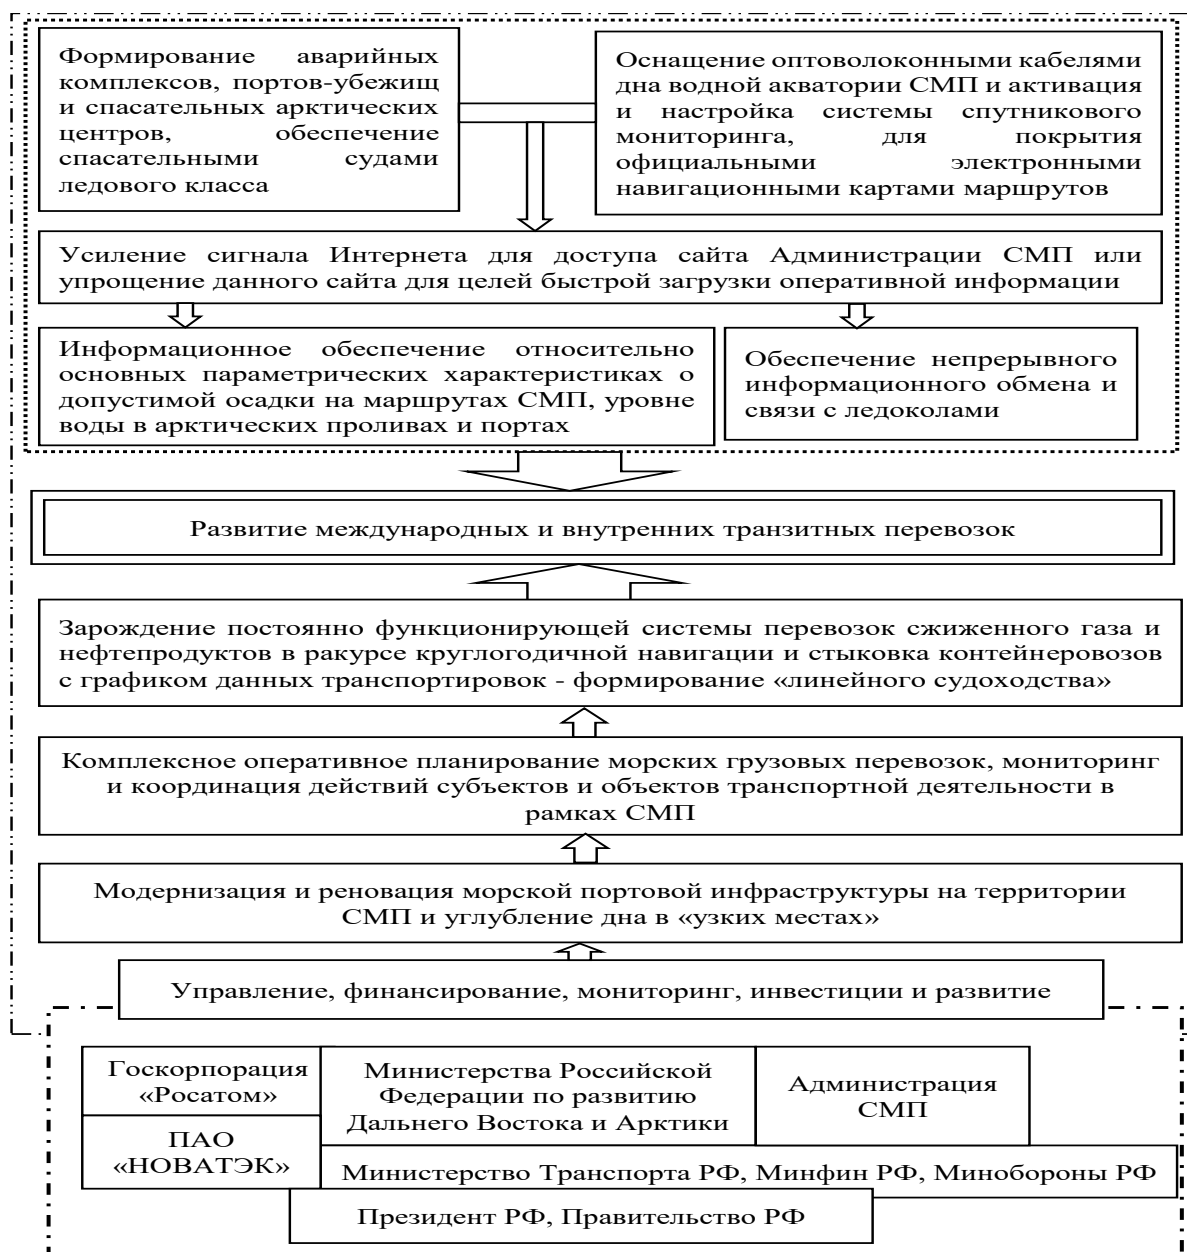 Формирование аварийных
комплексов, портов-убежищ
и спасательных арктических
центров, обеспечение
спасательными судами
ледового класса
Оснащение оптоволоконными кабелями
дна водной акватории СМП и активация
и настройка системы спутникового
мониторинга, для покрытия
официальными электронными
навигационными картами маршрутов
Усиление сигнала Интернета для доступа сайта Администрации СМП или
упрощение данного сайта для целей быстрой загрузки оперативной информации
Информационное обеспечение относительно
основных параметрических характеристиках о
допустимой осадки на маршрутах СМП, уровне
воды в арктических проливах и портах
Обеспечение непрерывного
информационного обмена и
связи с ледоколами
Развитие международных и внутренних транзитных перевозок
Зарождение постоянно функционирующей системы перевозок сжиженного газа и
нефтепродуктов в ракурсе круглогодичной навигации и стыковка контейнеровозов
с графиком данных транспортировок - формирование «линейного судоходства»
Комплексное оперативное планирование морских грузовых перевозок, мониторинг
и координация действий субъектов и объектов транспортной деятельности в
рамках СМП
Модернизация и реновация морской портовой инфраструктуры на территории
СМП и углубление дна в «узких местах»
Управление, финансирование, мониторинг, инвестиции и развитие
Госкорпорация
«Росатом»
Министерства Российской
Федерации по развитию
Дальнего Востока и Арктики
Администрация
СМП
ПАО
«НОВАТЭК»
Министерство Транспорта РФ, Минфин РФ, Минобороны РФ
Президент РФ, Правительство РФ